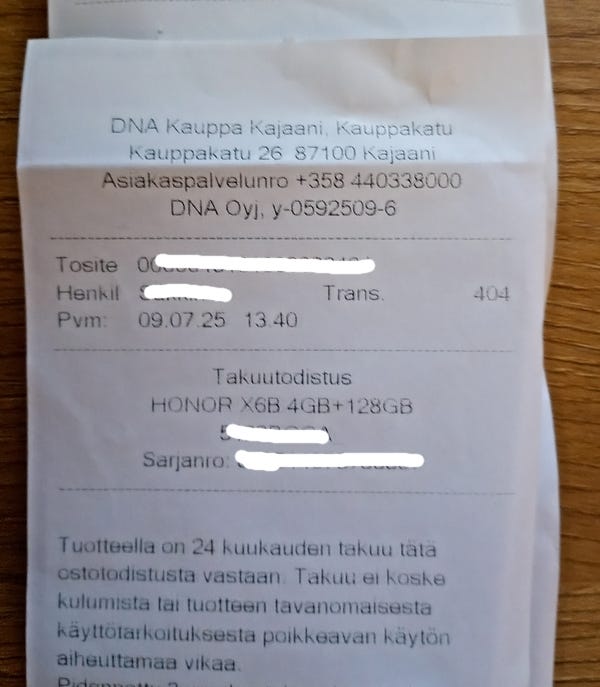 DNA Kauppa Kajaani, Kauppakatu
Kauppakatu 26 87100 Kajaani
Asiakaspalvelunro +358 440338000
DNA Oyj, y-0592509-6
Tosite
Henkil
Trans. 404
Pvm: 09.07.25 13.40
Takuutodistus
HONOR X6B 4GB+128GB
Sarjanro:
Tuotteella on 24 kuukauden takuu tätä
ostotodistusta vastaan. Takuu ei koske
kulumista tai tuotteen tavanomaisesta
käyttötarkoituksesta poikkeavan käytön
aiheuttamaa vikaa.